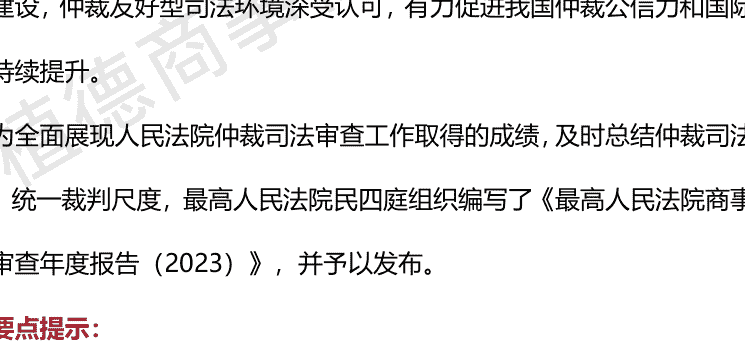 建设，仲裁友好型司法环境深受认可，有力促进我国仲裁公信力和国际
持续提升。
为全面展现人民法院仲裁司法审查工作取得的成绩，及时总结仲裁司法
，统一裁判尺度，最高人民法院民四庭组织编写了《最高人民法院商事
审查年度报告（2023）》，并予以发布。
要点提示：
植德商事